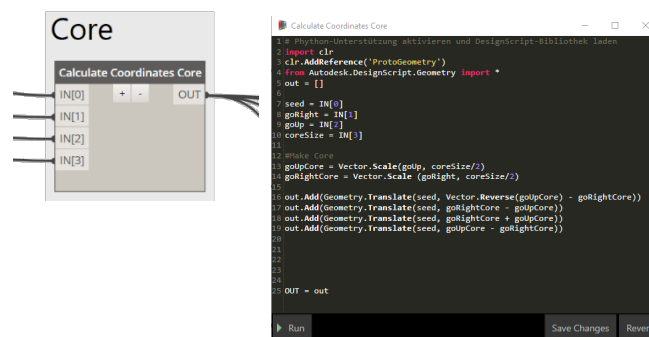 Core
Calculate Coordinates Core
IN[0] + - OUT
IN[1]
IN[2]
IN[3]
Calculate Coordinates Core
1 # Phython-Unterstützung aktivieren und DesignScript-Bibliothek laden
2 import clr
3 clr.AddReference('ProtoGeometry')
4 from Autodesk.DesignScript.Geometry import *
5 out = []
6
7 seed = IN[0]
8 goRight = IN[1]
9 goUp = IN[2]
10 coreSize = IN[3]
11
12 #Make Core
13 goUpCore = Vector.Scale(goUp, coreSize/2)
14 goRightCore = Vector.Scale (goRight, coreSize/2)
15
16 out.Add(Geometry.Translate(seed, Vector.Reverse(goUpCore) - goRightCore))
17 out.Add(Geometry.Translate(seed, goRightCore - goUpCore))
18 out.Add(Geometry.Translate(seed, goRightCore + goUpCore))
19 out.Add(Geometry.Translate(seed, goUpCore - goRightCore))
20
21
22
23
24
25 OUT = out
Run Save Changes Rever